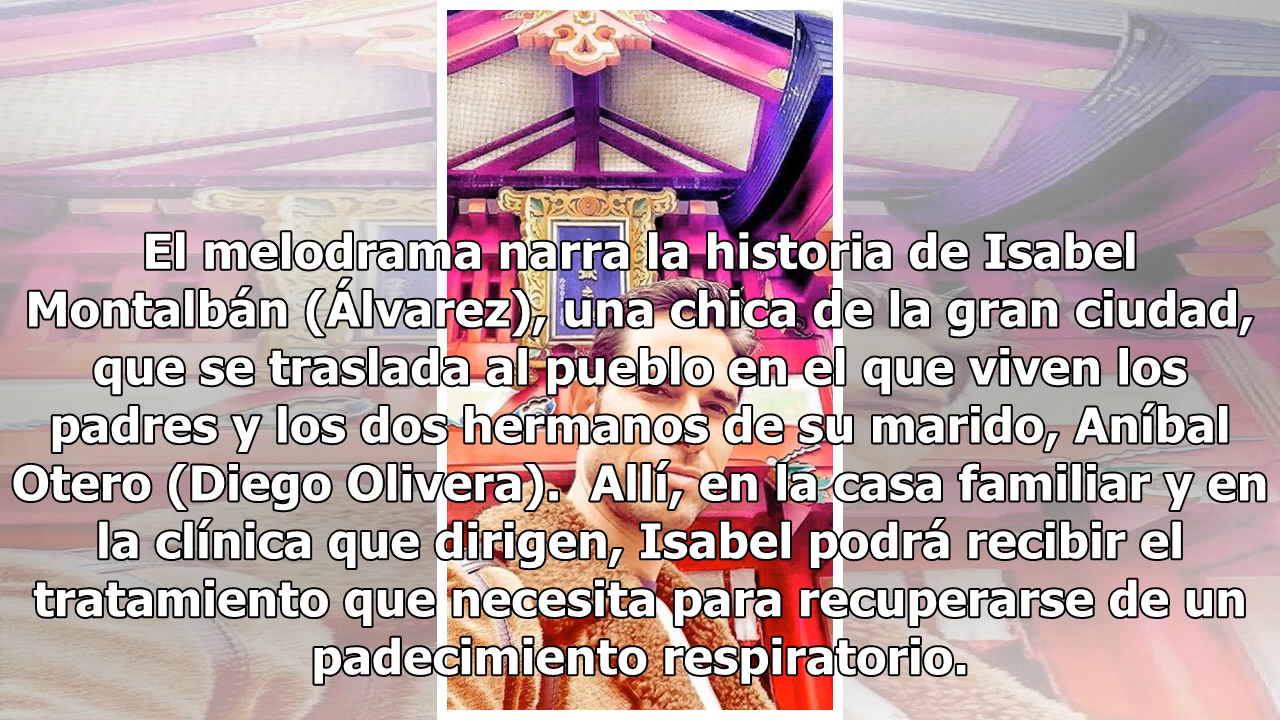 El melodrama narra la historia de Isabel
Montalbán (Álvarez), una chica de la gran ciudad,
que se traslada al pueblo en el que viven los
padres y los dos hermanos de su marido, Aníbal
Otero (Diego Olivera).  Allí, en la casa familiar y en
la clínica que dirigen, Isabel podrá recibir el
tratamiento que necesita para recuperarse de un
padecimiento respiratorio.